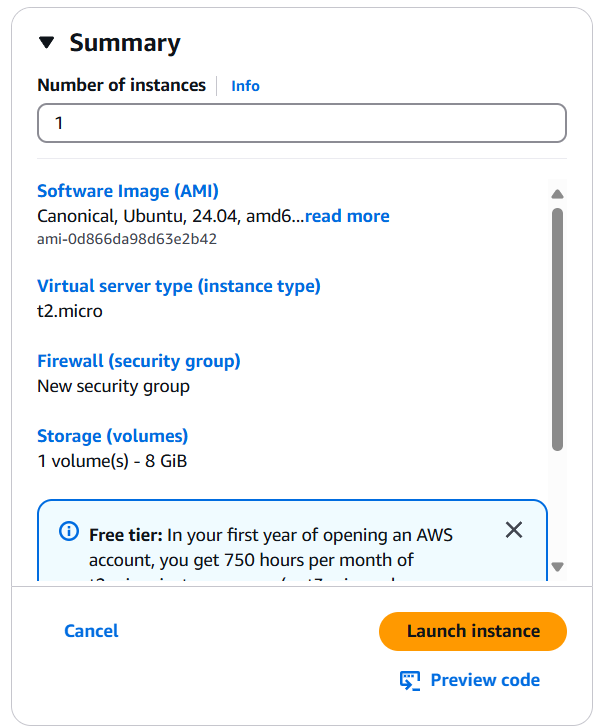 Summary
Number of instances Info
1
Software Image (AMI)
Canonical, Ubuntu, 24.04, amd6...read more
ami-0d866da98d63e2b42
Virtual server type (instance type)
t2.micro
Firewall (security group)
New security group
Storage (volumes)
1 volume(s) - 8 GiB
Free tier: In your first year of opening an AWS
account, you get 750 hours per month of
Cancel
Launch instance
Preview code